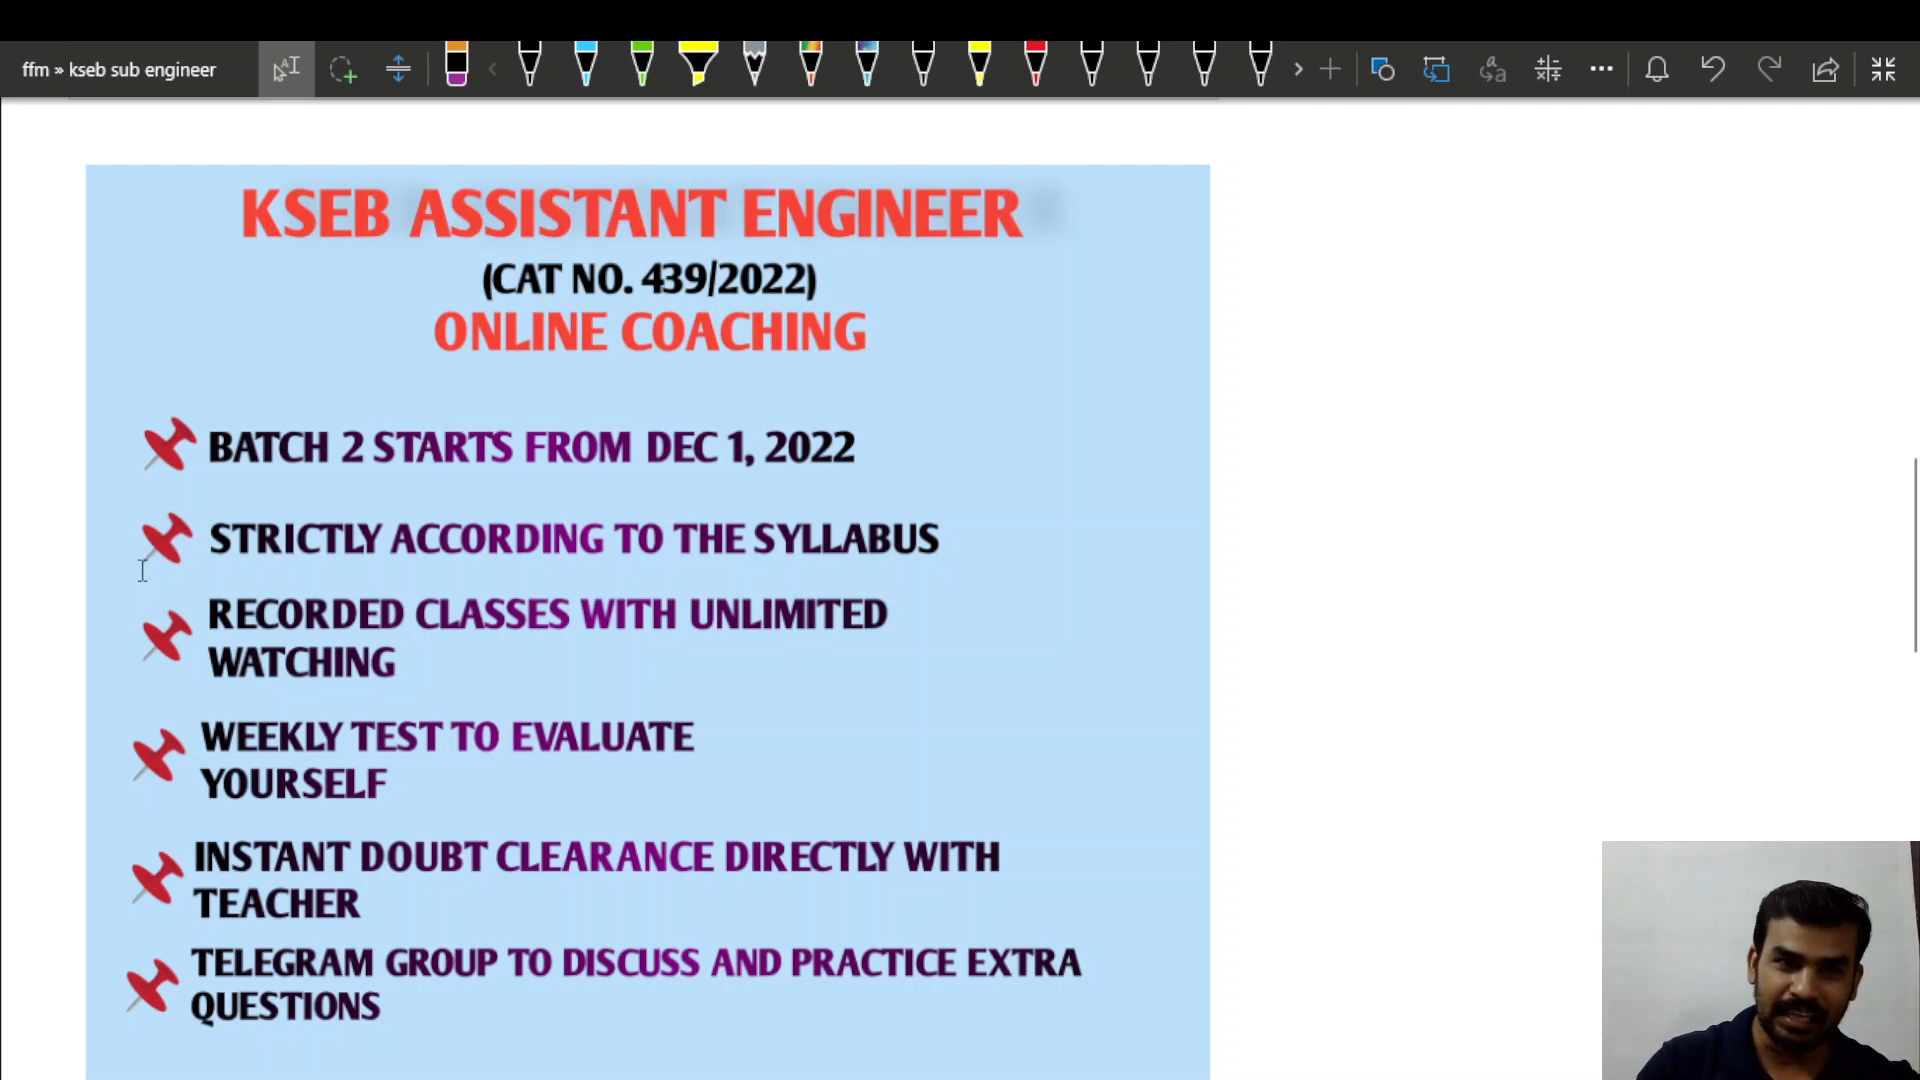 ffm » kseb sub engineer
KSEB ASSISTANT ENGINEER
(CAT NO. 439/2022)
ONLINE COACHING
BATCH 2 STARTS FROM DEC 1, 2022
STRICTLY ACCORDING TO THE SYLLABUS
RECORDED CLASSES WITH UNLIMITED
WATCHING
WEEKLY TEST TO EVALUATE
YOURSELF
INSTANT DOUBT CLEARANCE DIRECTLY WITH
TEACHER
TELEGRAM GROUP TO DISCUSS AND PRACTICE EXTRA
QUESTIONS